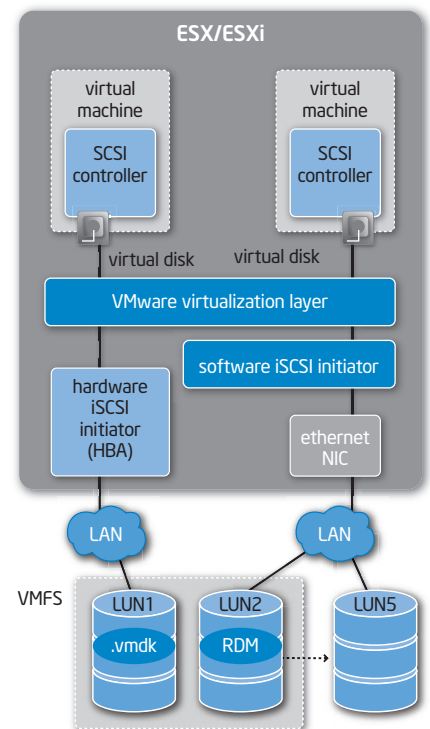 ESX/ESXi
virtual
machine
SCSI
controller
virtual
machine
SCSI
controller
virtual disk
virtual disk
VMware virtualization layer
software iSCSI initiator
hardware
iSCSI
initiator
(HBA)
ethernet
NIC
LAN
LAN
VMFS
LUN1
.vmdk
LUN2
RDM
LUN5